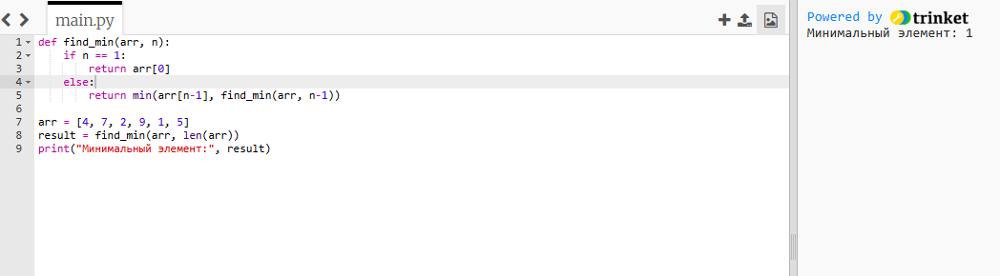 main.py
1 def find_min(arr, n):
2     if n == 1:
3         return arr[0]
4     else:
5         return min(arr[n-1], find_min(arr, n-1))
6
7 arr = [4, 7, 2, 9, 1, 5]
8 result = find_min(arr, len(arr))
9 print("Минимальный элемент:", result)
Powered by trinket
Минимальный элемент: 1